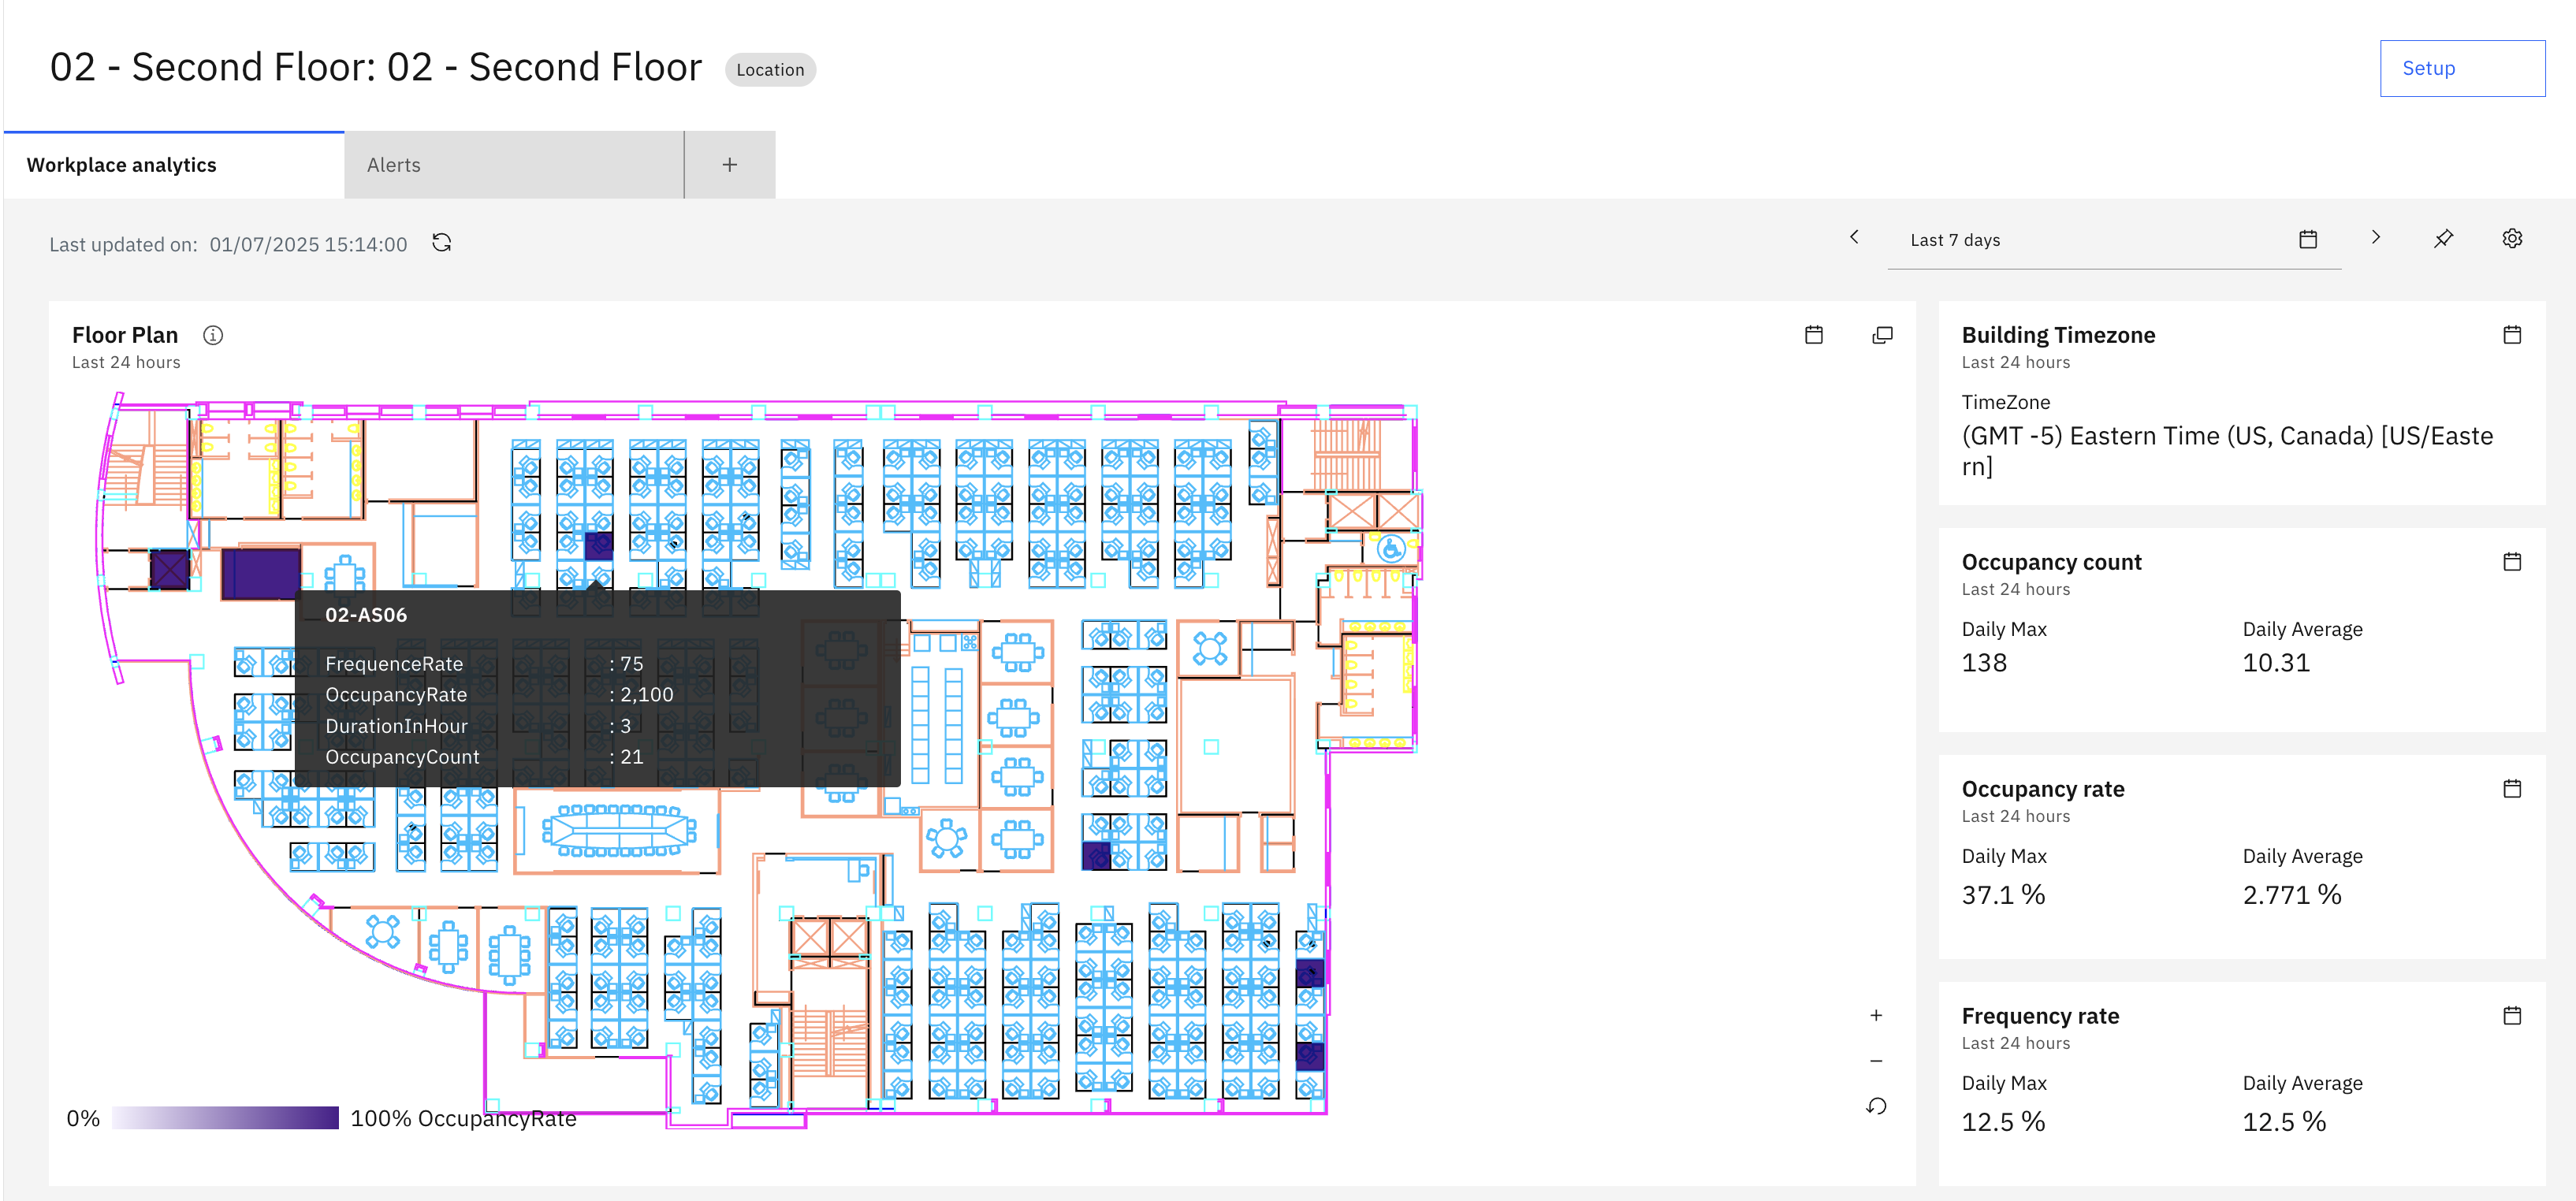 02 - Second Floor: 02 - Second Floor
Location
Setup
Workplace analytics
Alerts
+
Last updated on: 01/07/2025 15:14:00
Last 7 days
Floor Plan
Last 24 hours
02-AS06
FrequenceRate : 75
OccupancyRate : 2,100
DurationInHour : 3
OccupancyCount : 21
0%
100% OccupancyRate
Building Timezone
Last 24 hours
TimeZone
(GMT -5) Eastern Time (US, Canada) [US/Easte
rn]
Occupancy count
Last 24 hours
Daily Max Daily Average
138 10.31
Occupancy rate
Last 24 hours
Daily Max Daily Average
37.1 % 2.771 %
Frequency rate
Last 24 hours
Daily Max Daily Average
12.5 % 12.5 %